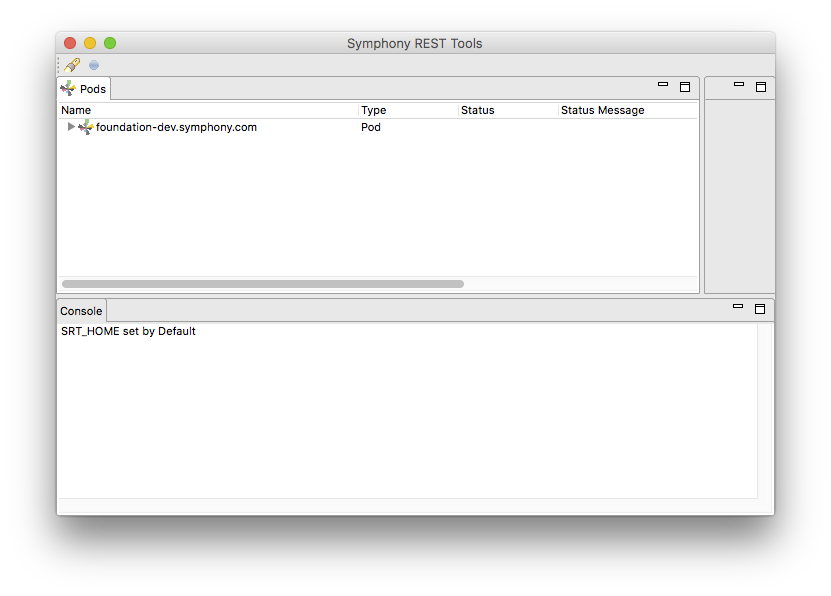 Symphony REST Tools
Pods
Name Type Status Status Message
foundation-dev.symphony.com Pod
Console
SRT_HOME set by Default